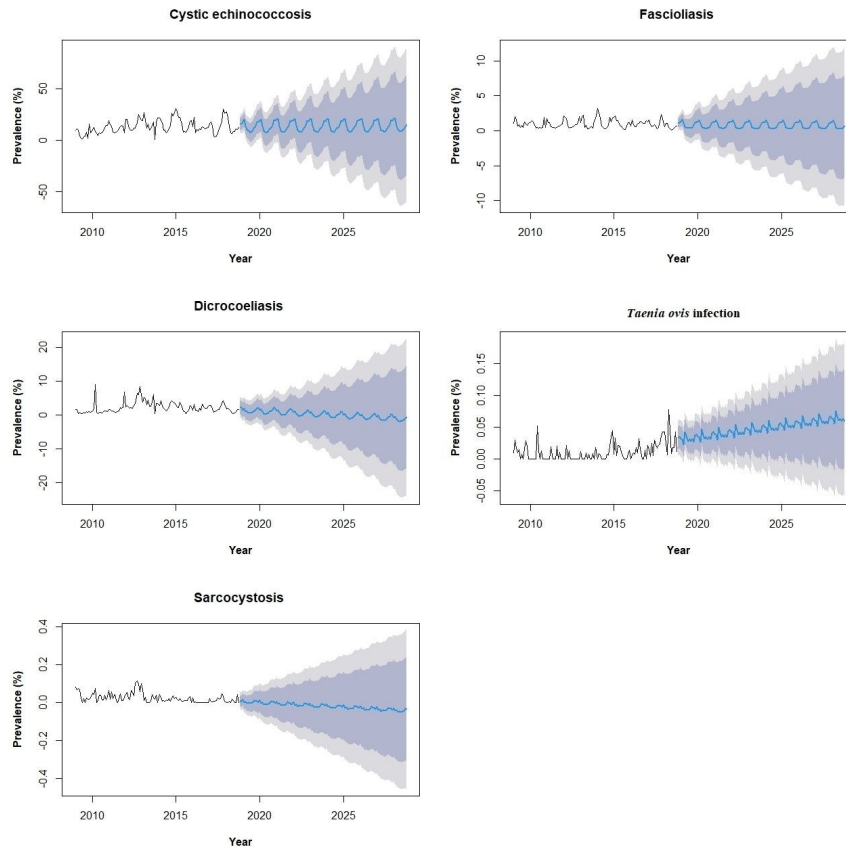 Cystic echinococcosis
Prevalence (%)
50
0
-50
2010 2015 2020 2025
Year
Fascioliasis
Prevalence (%)
10
5
0
-5
-10
2010 2015 2020 2025
Year
Dicrocoeliasis
Prevalence (%)
20
10
0
-10
-20
2010 2015 2020 2025
Year
Taenia ovis infection
Prevalence (%)
0.15
0.10
0.05
0.00
-0.05
2010 2015 2020 2025
Year
Sarcocystosis
Prevalence (%)
0.4
0.2
0.0
-0.2
-0.4
2010 2015 2020 2025
Year